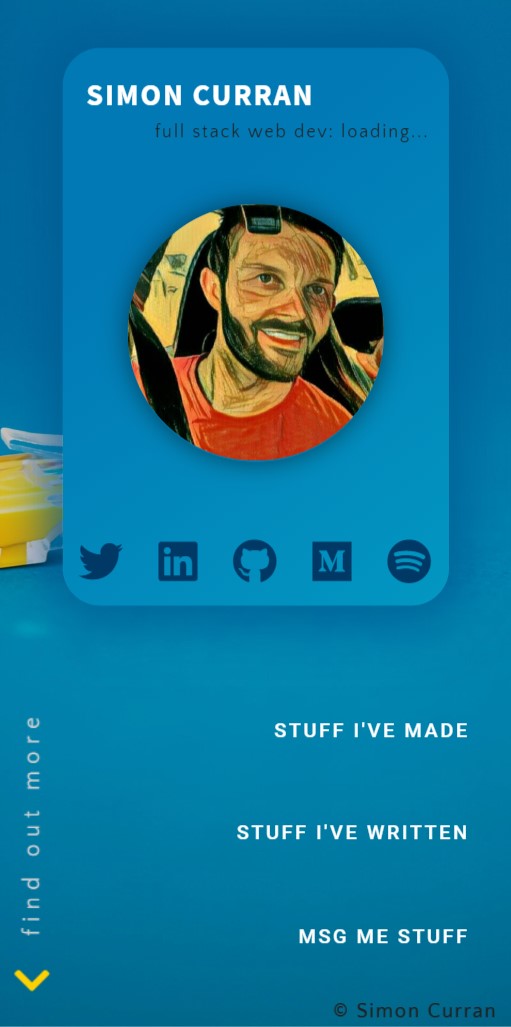 SIMON CURRAN
full stack web dev: loading...
STUFF I'VE MADE
STUFF I'VE WRITTEN
MSG ME STUFF
find out more
© Simon Curran